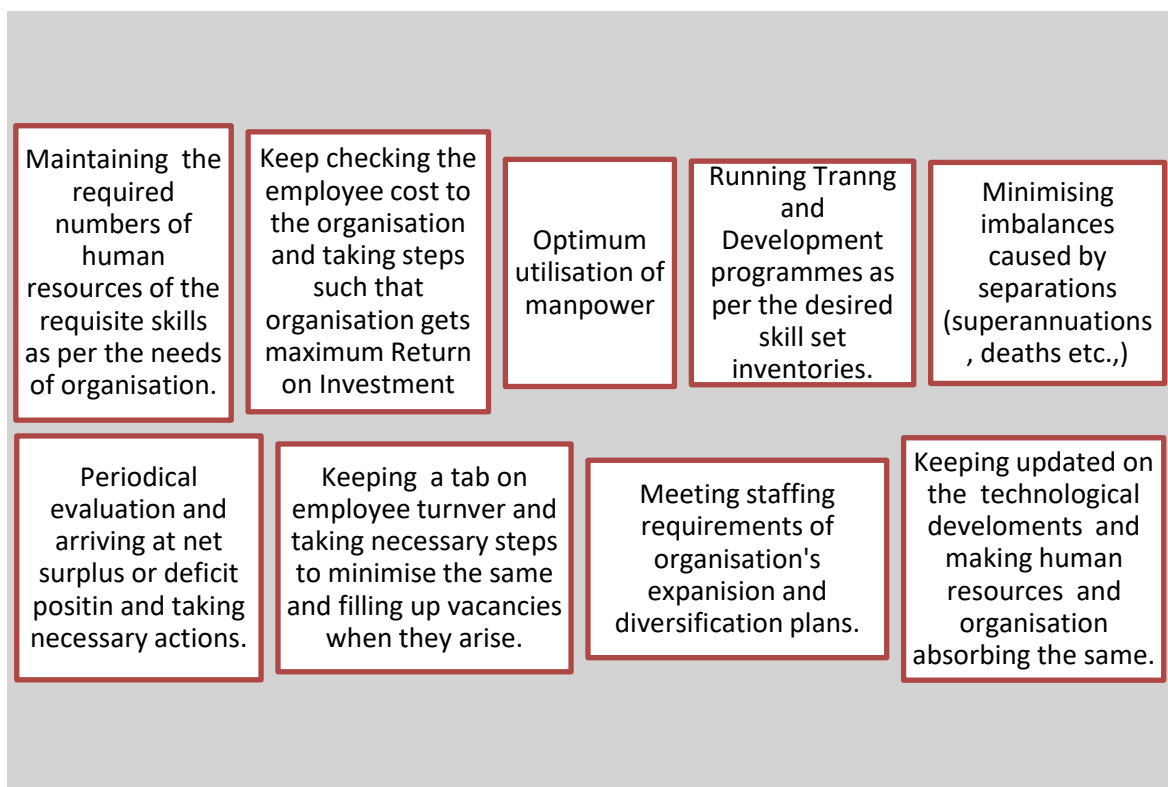 Maintaining the
required
numbers of
human
resources of the
requisite skills
as per the needs
of organisation.
Keep checking the
employee cost to
the organisation
and taking steps
such that
organisation gets
maximum Return
on Investment
Optimum
utilisation of
manpower
Running Tranng
and
Development
programmes as
per the desired
skill set
inventories.
Minimising
imbalances
caused by
separations
(superannuations
, deaths etc.,)
Periodical
evaluation and
arriving at net
surplus or deficit
positin and taking
necessary actions.
Keeping a tab on
employee turnver and
taking necessary steps
to minimise the same
and filling up vacancies
when they arise.
Meeting staffing
requirements of
organisation's
expanision and
diversification plans.
Keeping updated on
the technological
develoments and
making human
resources and
organisation
absorbing the same.